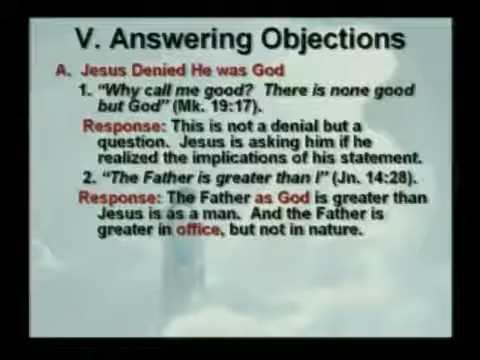 V. Answering Objections
A. Jesus Denied He was God
1. “Why call me good? There is none good
but God” (Mk. 19:17).
Response: This is not a denial but a
question. Jesus is asking him if he
realized the implications of his statement.
2. “The Father is greater than I” (Jn. 14:28).
Response: The Father as God is greater than
Jesus is as a man. And the Father is
greater in office, but not in nature.